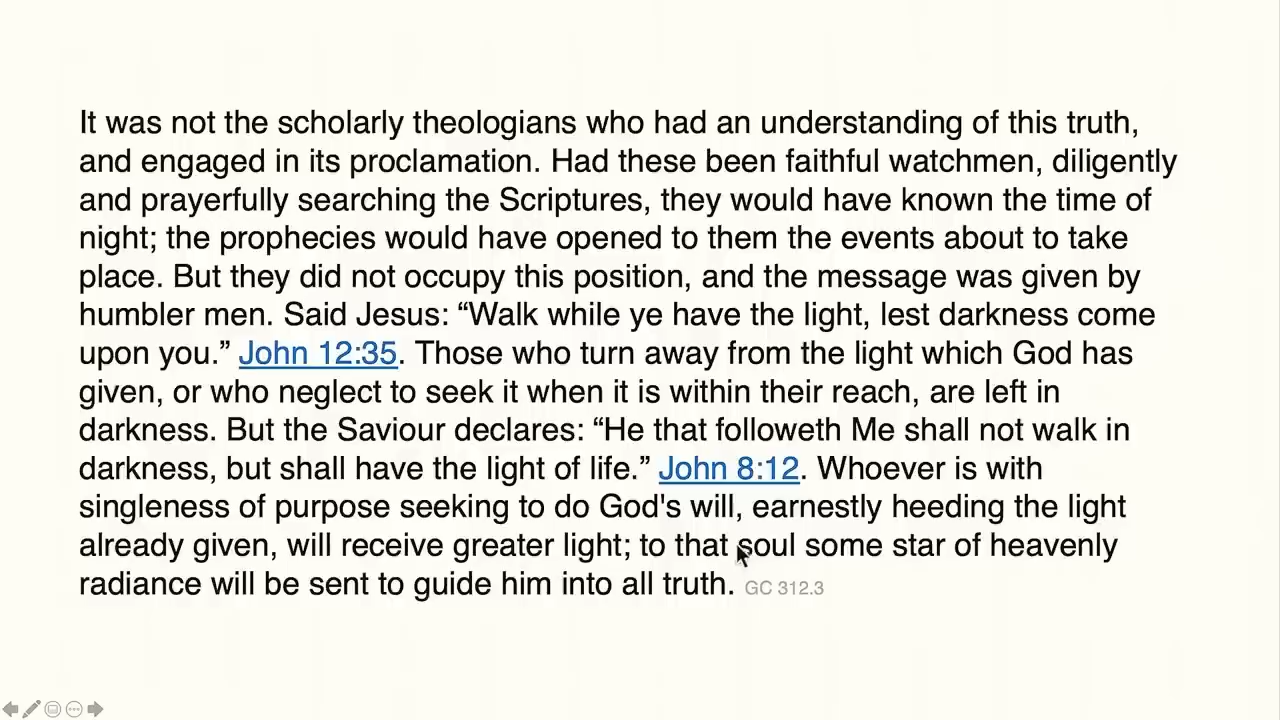 It was not the scholarly theologians who had an understanding of this truth,
and engaged in its proclamation. Had these been faithful watchmen, diligently
and prayerfully searching the Scriptures, they would have known the time of
night; the prophecies would have opened to them the events about to take
place. But they did not occupy this position, and the message was given by
humbler men. Said Jesus: “Walk while ye have the light, lest darkness come
upon you.” John 12:35. Those who turn away from the light which God has
given, or who neglect to seek it when it is within their reach, are left in
darkness. But the Saviour declares: “He that followeth Me shall not walk in
darkness, but shall have the light of life.” John 8:12. Whoever is with
singleness of purpose seeking to do God's will, earnestly heeding the light
already given, will receive greater light; to that soul some star of heavenly
radiance will be sent to guide him into all truth. GC 312.3